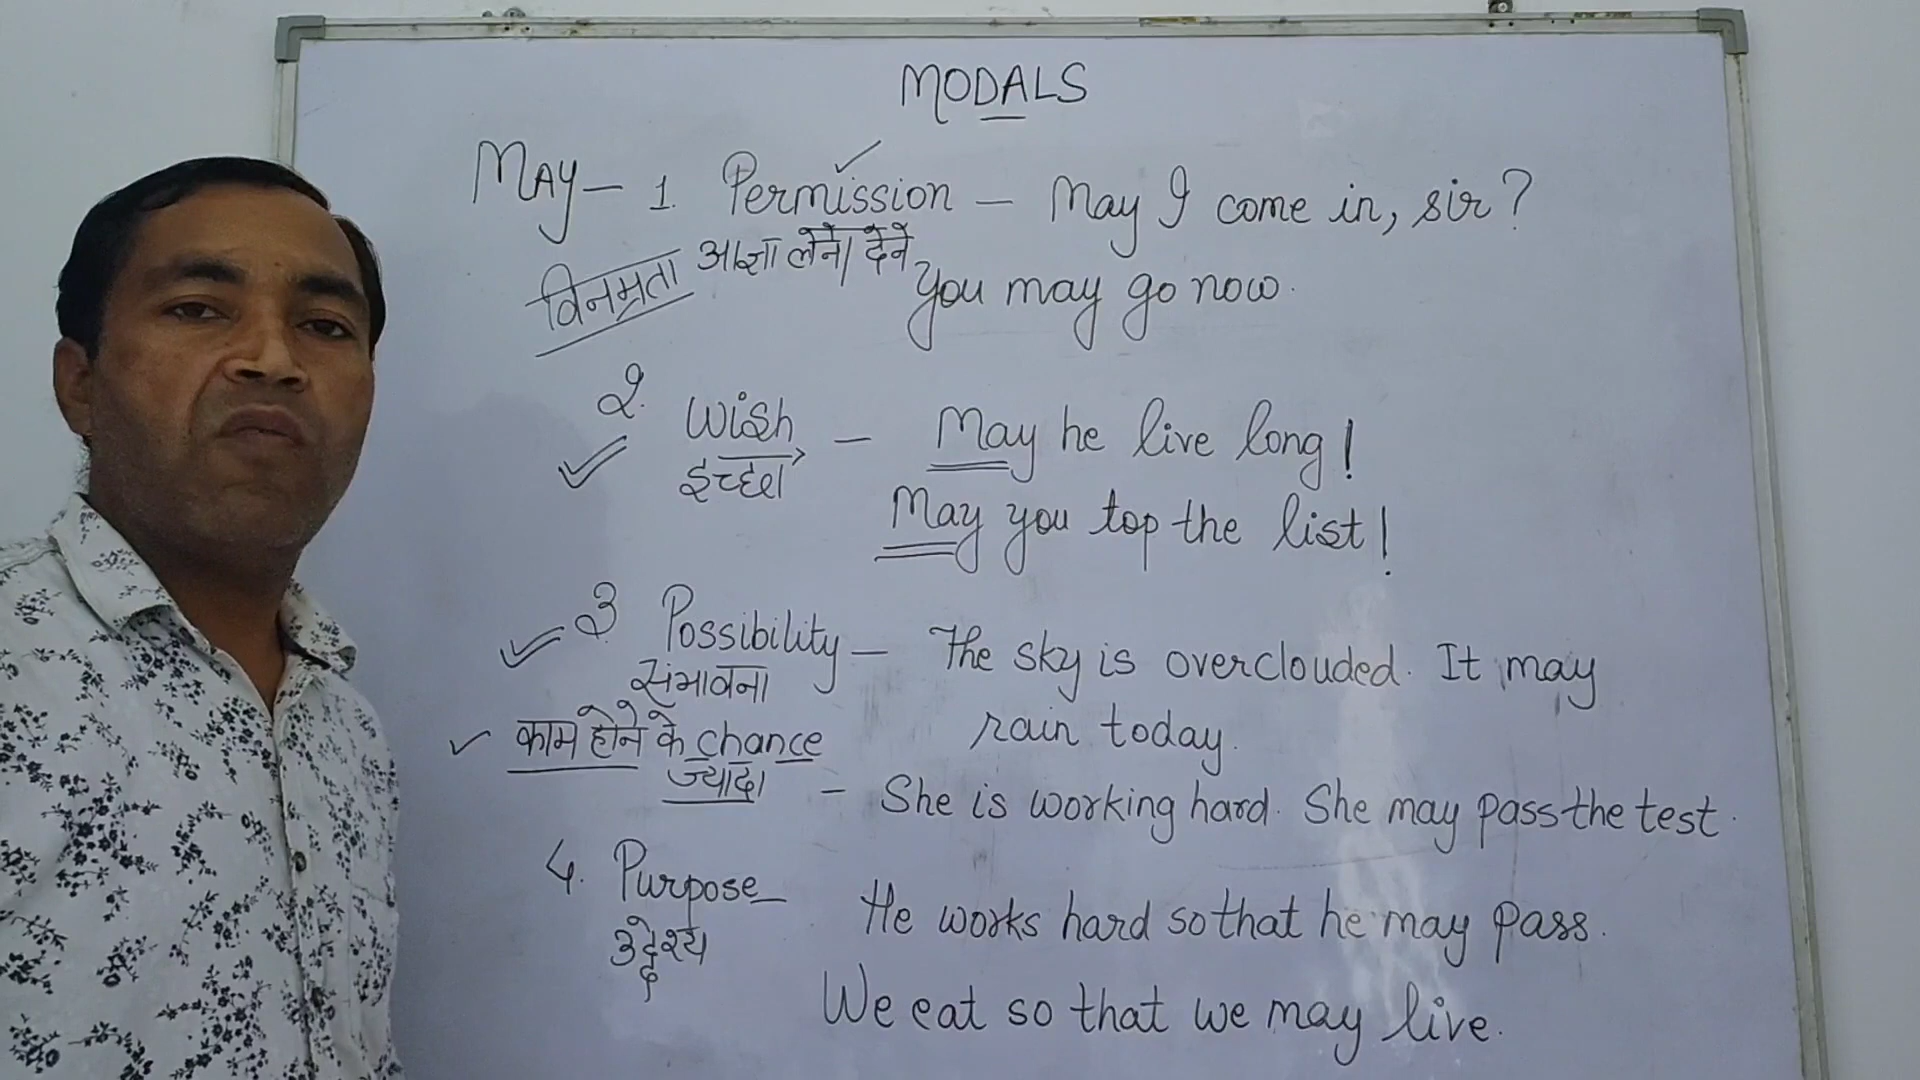 MODALS
MAY - 1. Permission - May I come in, sir?
विनम्रता आज्ञा लेने/देने You may go now.
2. Wish - May he live long!
इच्छा May you top the list!
3. Possibility - The sky is overclouded. It may
संभावना
काम होने के chance rain today.
ज्यादा - She is working hard. She may pass the test.
4. Purpose - He works hard so that he may pass.
उद्देश्य
We eat so that we may live.